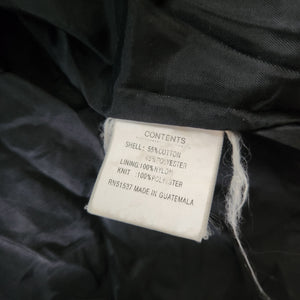 CONTENTS
SHELL: 55%COTTON
45%POLYESTER
LINING:100%NYLON
KNIT :100%POLYESTER
RN51537 MADE IN GUATEMALA